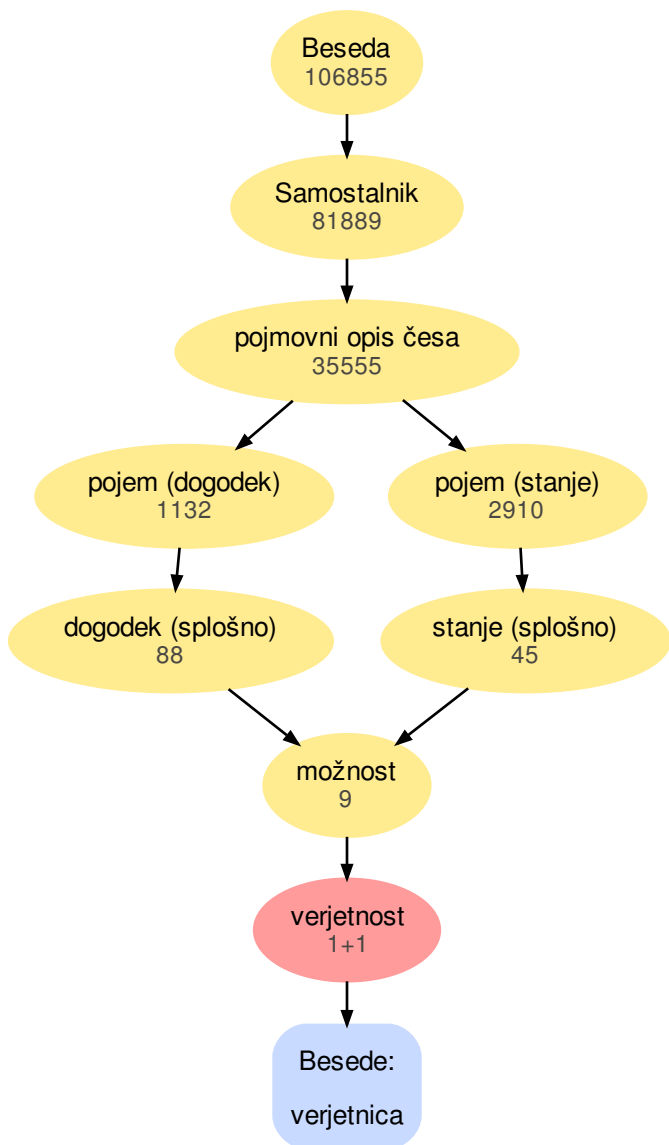 Beseda
106855
Samostalnik
81889
pojmovni opis česa
35555
pojem (dogodek)
1132
pojem (stanje)
2910
dogodek (splošno)
88
stanje (splošno)
45
možnost
9
verjetnost
1+1
Besede:
verjetnica